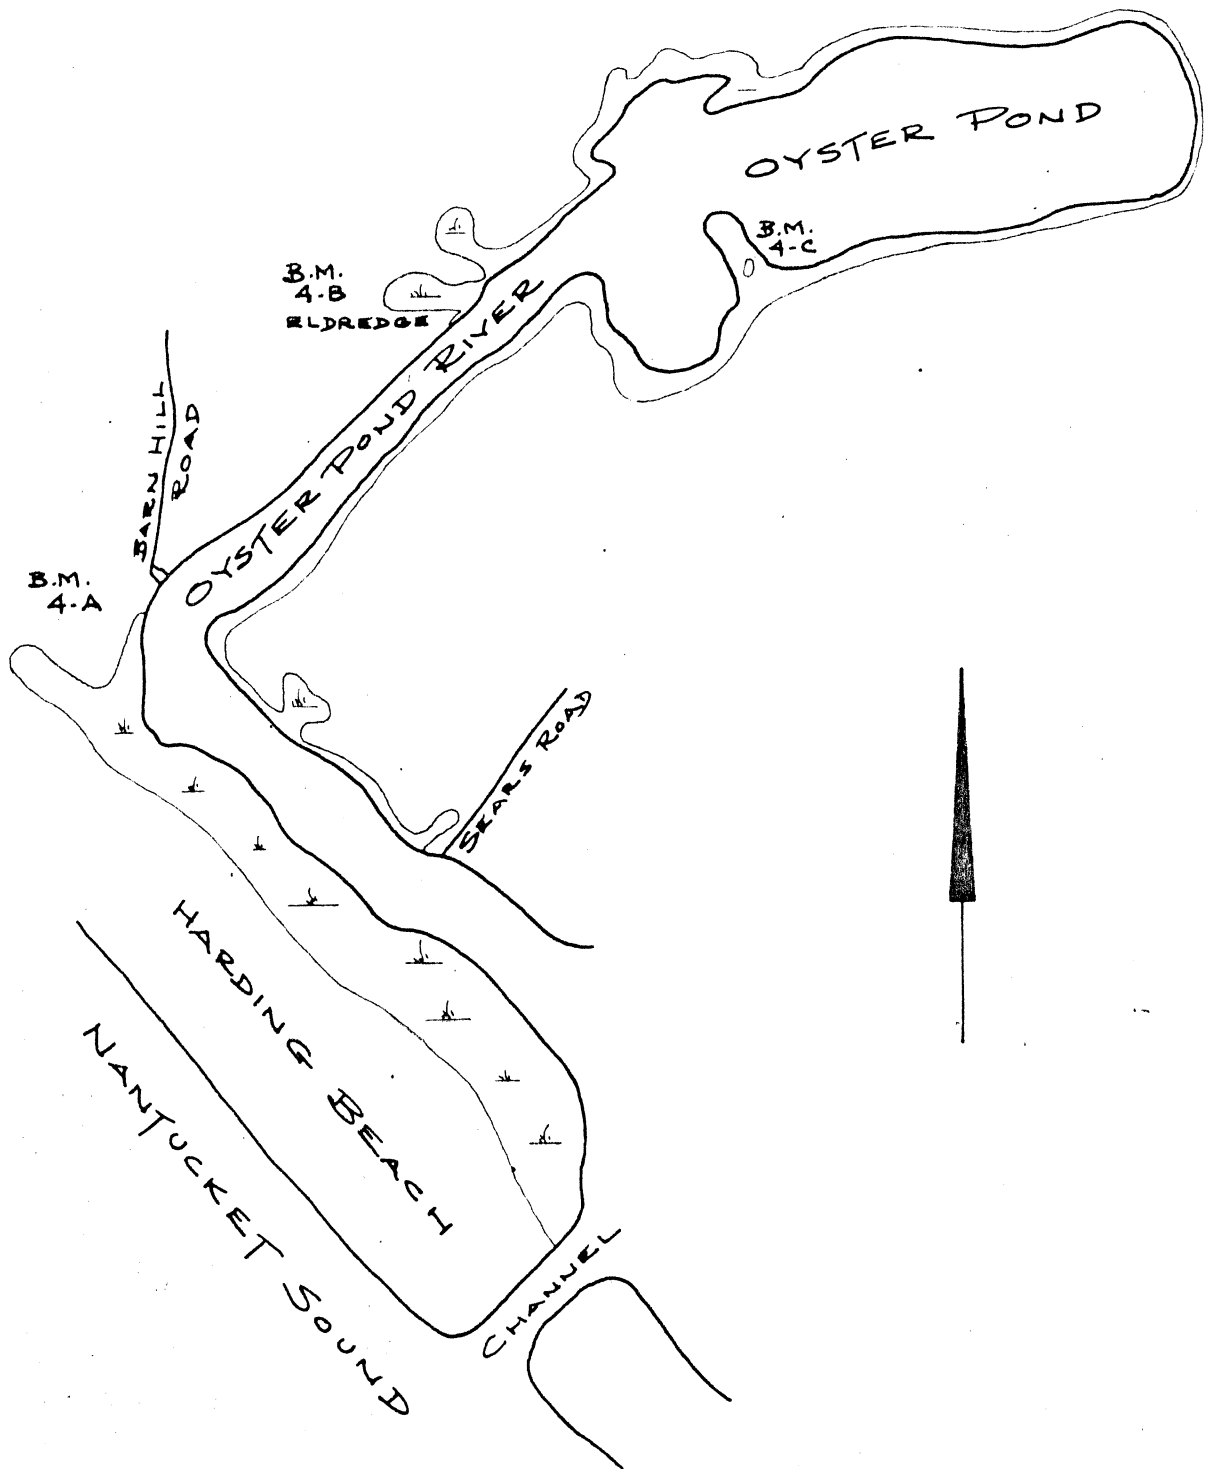 OYSTER POND
B.M.
4-C
B.M.
4-B
ELDREDGE
OYSTER POND RIVER
BARN HILL
ROAD
B.M.
4-A
SEARS ROAD
HARDING BEACH
NANTUCKET SOUND
CHANNEL